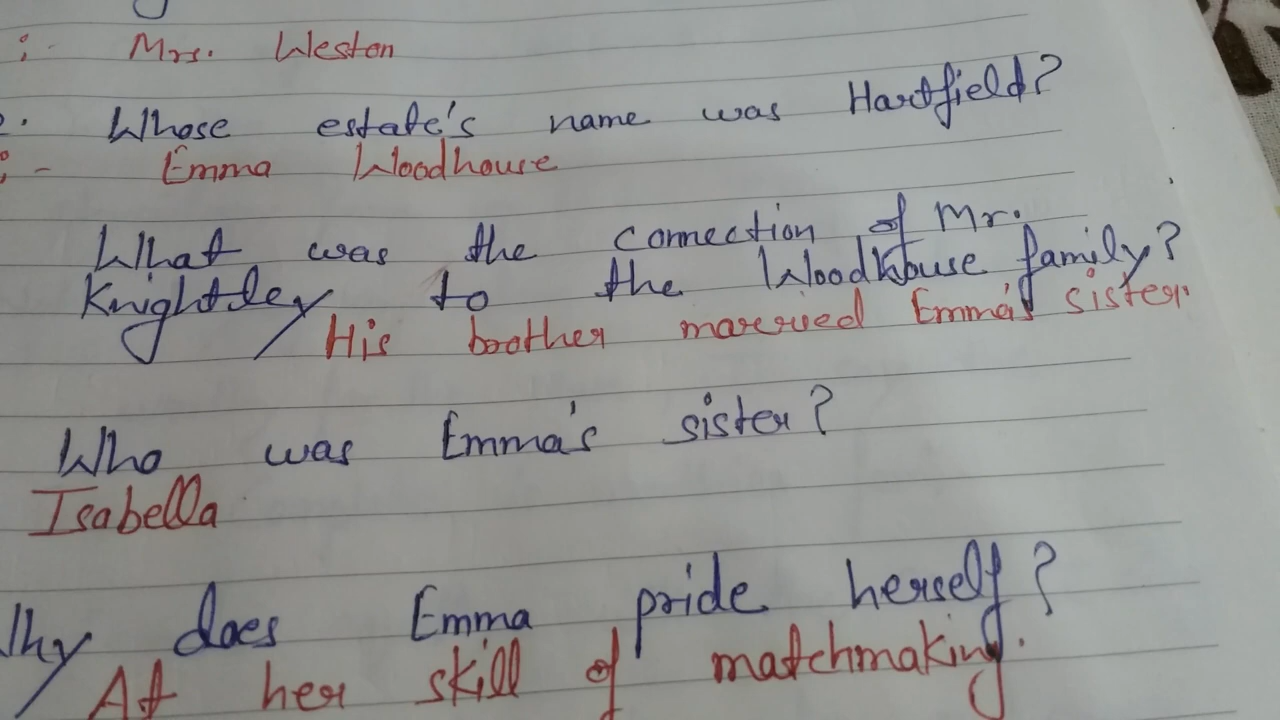 :- Mrs. Weston
2. Whose estate's name was Hartfield?
:- Emma Woodhouse
What was the connection of Mr.
Knightley to the Woodhouse family?
His brother married Emma's sister.
Who was Emma's sister?
Isabella
Why does Emma pride herself?
At her skill of matchmaking.